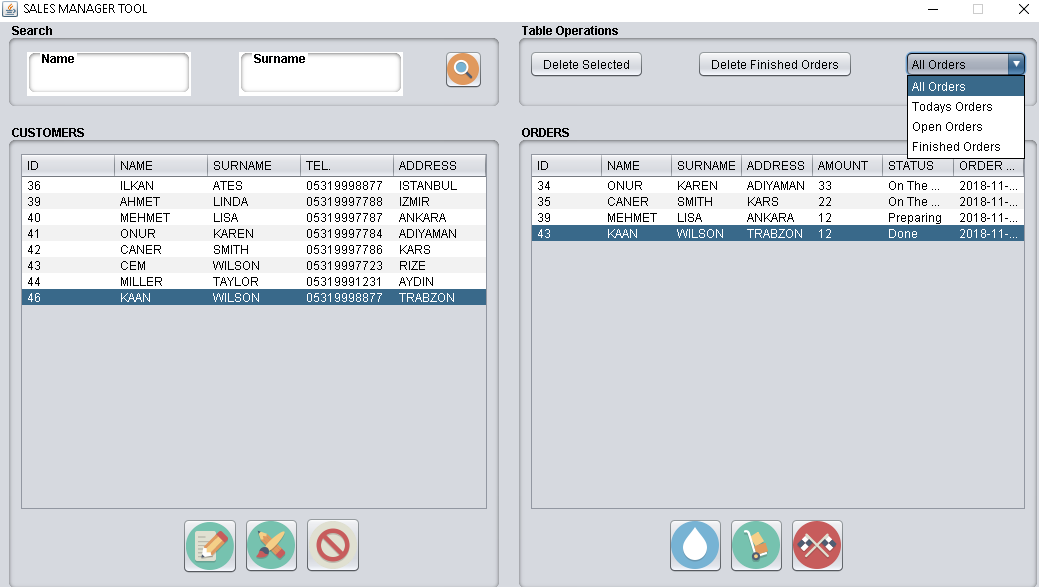 SALES MANAGER TOOL
Search
Name
Surname
Table Operations
Delete Selected
Delete Finished Orders
All Orders
All Orders
Todays Orders
Open Orders
Finished Orders
CUSTOMERS
ID NAME SURNAME TEL. ADDRESS
36 ILKAN ATES 05319998877 ISTANBUL
39 AHMET LINDA 05319997788 IZMIR
40 MEHMET LISA 05319997787 ANKARA
41 ONUR KAREN 05319997784 ADIYAMAN
42 CANER SMITH 05319997786 KARS
43 CEM WILSON 05319997723 RIZE
44 MILLER TAYLOR 05319991231 AYDIN
46 KAAN WILSON 05319998877 TRABZON
ORDERS
ID NAME SURNAME ADDRESS AMOUNT STATUS ORDER ...
34 ONUR KAREN ADIYAMAN 33 On The ... 2018-11-...
35 CANER SMITH KARS 22 On The ... 2018-11-...
39 MEHMET LISA ANKARA 12 Preparing 2018-11-...
43 KAAN WILSON TRABZON 12 Done 2018-11-...